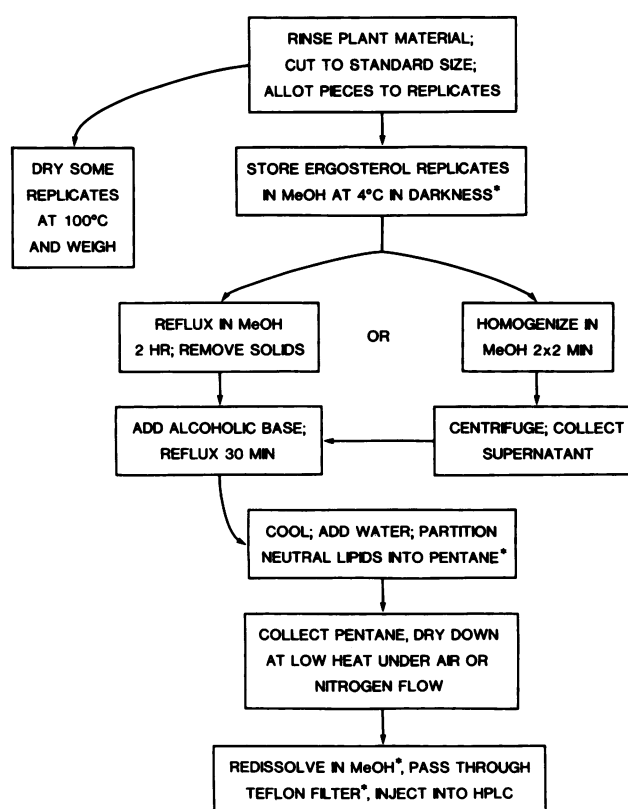 RINSE PLANT MATERIAL;
CUT TO STANDARD SIZE;
ALLOT PIECES TO REPLICATES
DRY SOME
REPLICATES
AT 100°C
AND WEIGH
STORE ERGOSTEROL REPLICATES
IN MeOH AT 4°C IN DARKNESS*
REFLUX IN MeOH
2 HR; REMOVE SOLIDS
OR
HOMOGENIZE IN
MeOH 2x2 MIN
ADD ALCOHOLIC BASE;
REFLUX 30 MIN
CENTRIFUGE; COLLECT
SUPERNATANT
COOL; ADD WATER; PARTITION
NEUTRAL LIPIDS INTO PENTANE*
COLLECT PENTANE, DRY DOWN
AT LOW HEAT UNDER AIR OR
NITROGEN FLOW
REDISSOLVE IN MeOH*, PASS THROUGH
TEFLON FILTER*, INJECT INTO HPLC